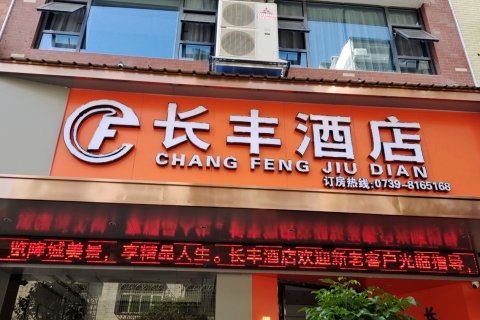 长丰酒店
CHANG FENG JIU DIAN
订房热线:0739-8165168
览隋城美景,享精品人生。长丰酒店欢迎新老客户光临指导,